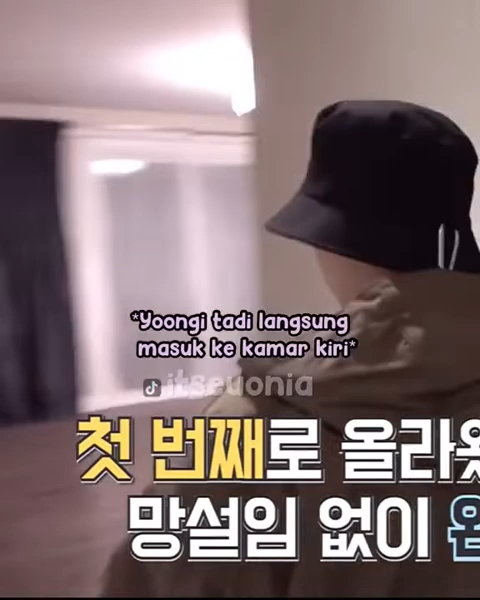 *Yoongi tadi langsung
masuk ke kamar kiri*
itseuonia
첫 번째로 올라
망설임 없이